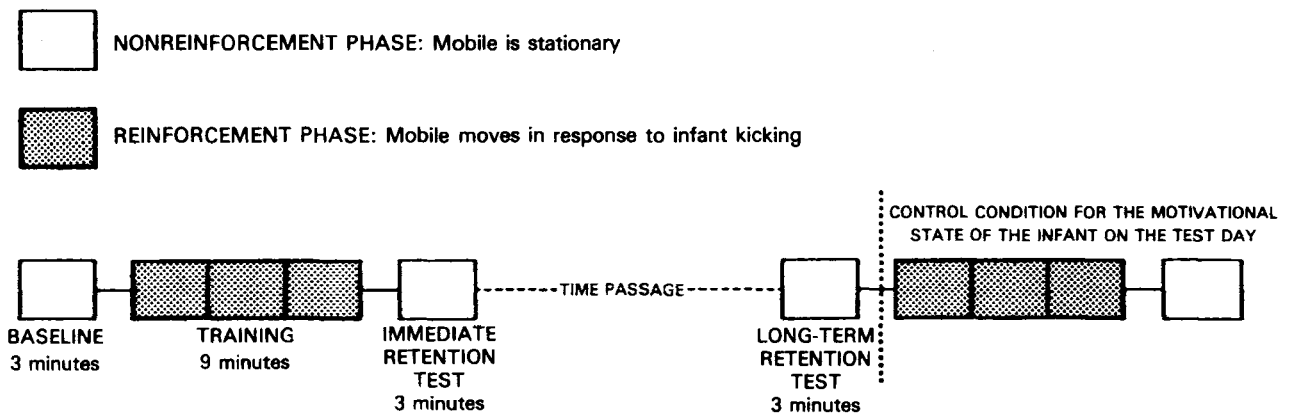 NONREINFORCEMENT PHASE: Mobile is stationary
REINFORCEMENT PHASE: Mobile moves in response to infant kicking
CONTROL CONDITION FOR THE MOTIVATIONAL
STATE OF THE INFANT ON THE TEST DAY
TIME PASSAGE
BASELINE
3 minutes
TRAINING
9 minutes
IMMEDIATE
RETENTION
TEST
3 minutes
LONG-TERM
RETENTION
TEST
3 minutes